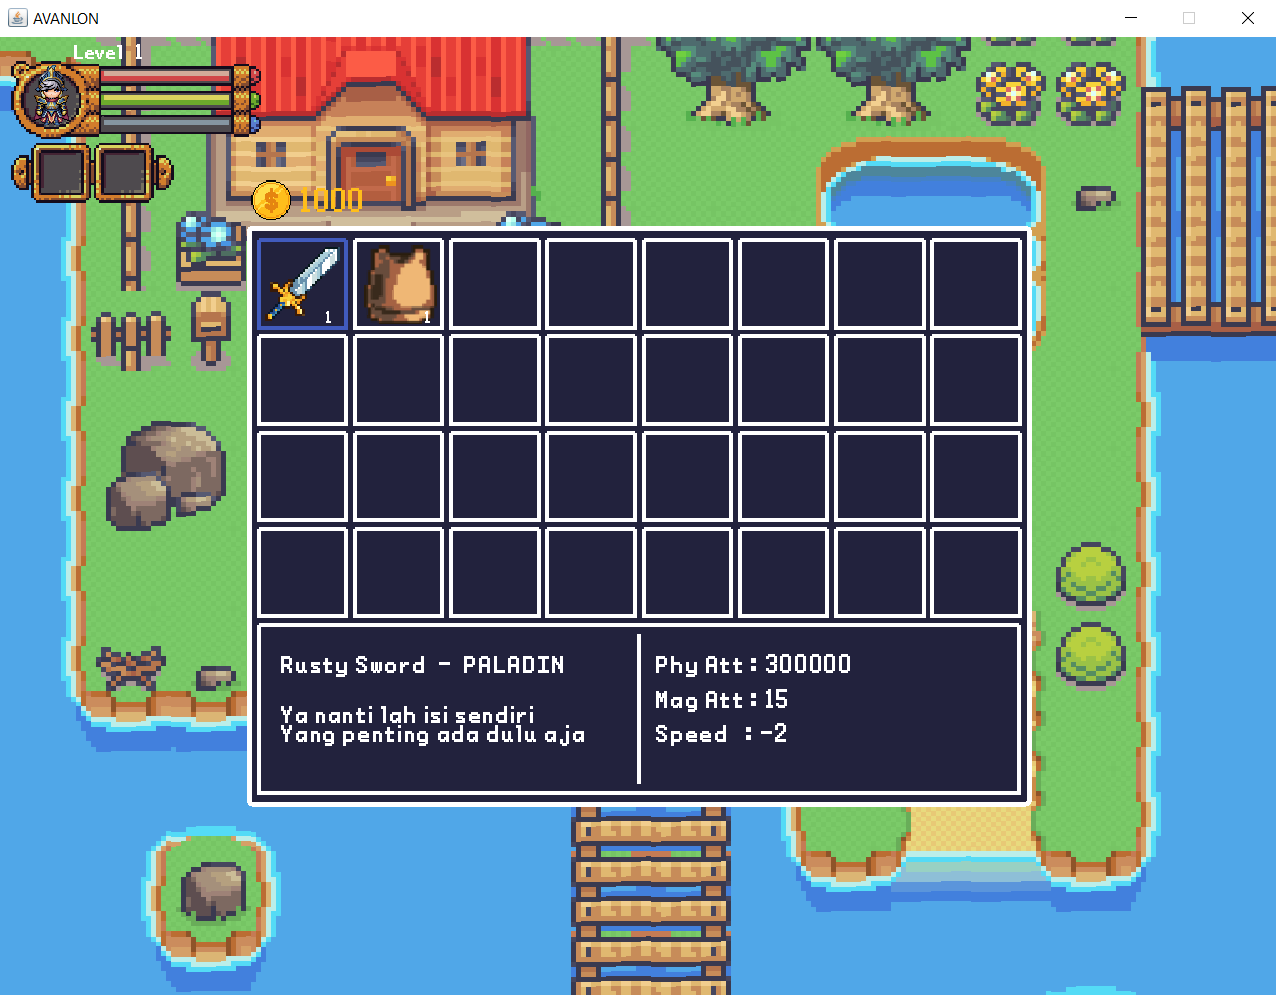 AVANLON
Level 1
1000
1
1
Rusty Sword - PALADIN
Ya nanti lah isi sendiri
Yang penting ada dulu aja
Phy Att : 300000
Mag Att : 15
Speed : -2